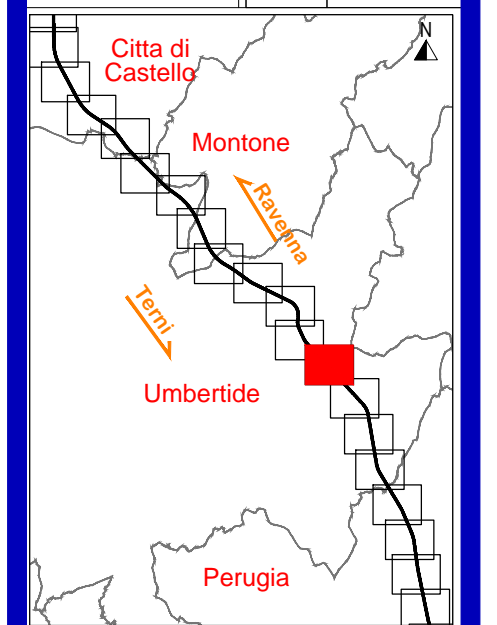 N
Citta di
Castello
Montone
Ravenna
Terni
Umbertide
Perugia